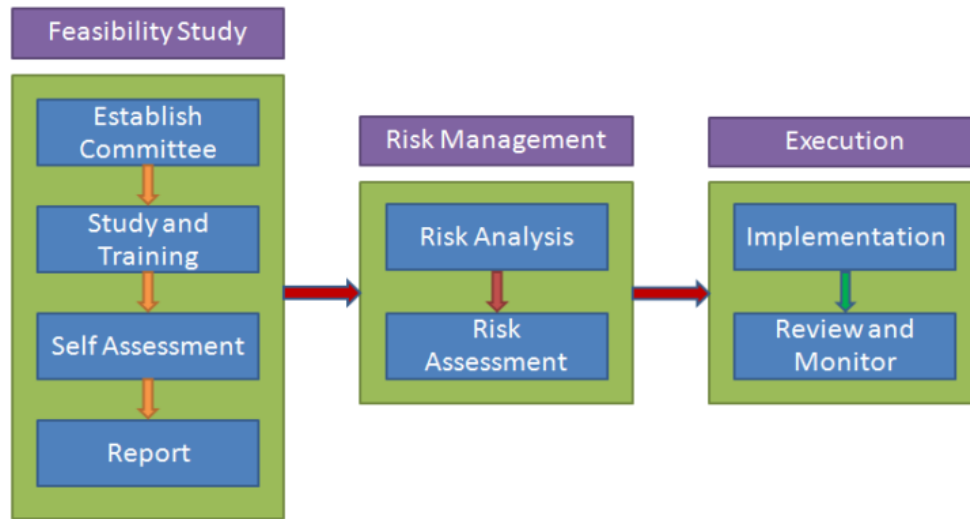 Feasibility Study
Establish
Committee
Study and
Training
Self Assessment
Report
Risk Management
Risk Analysis
Risk
Assessment
Execution
Implementation
Review and
Monitor